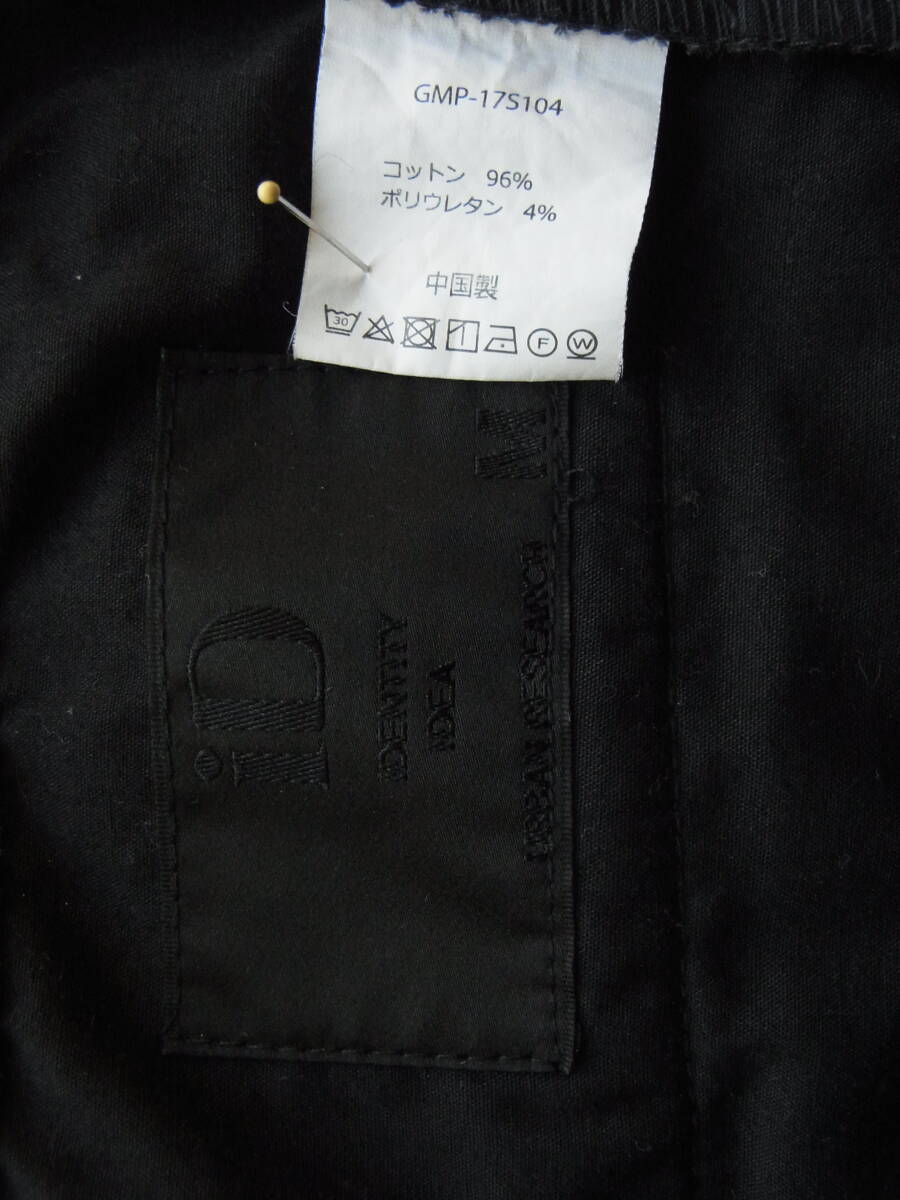 GMP-17S104
コットン 96%
ポリウレタン 4%
中国製
30
F
W
M
iD
IDENTITY
IDEA
URBAN RESEARCH